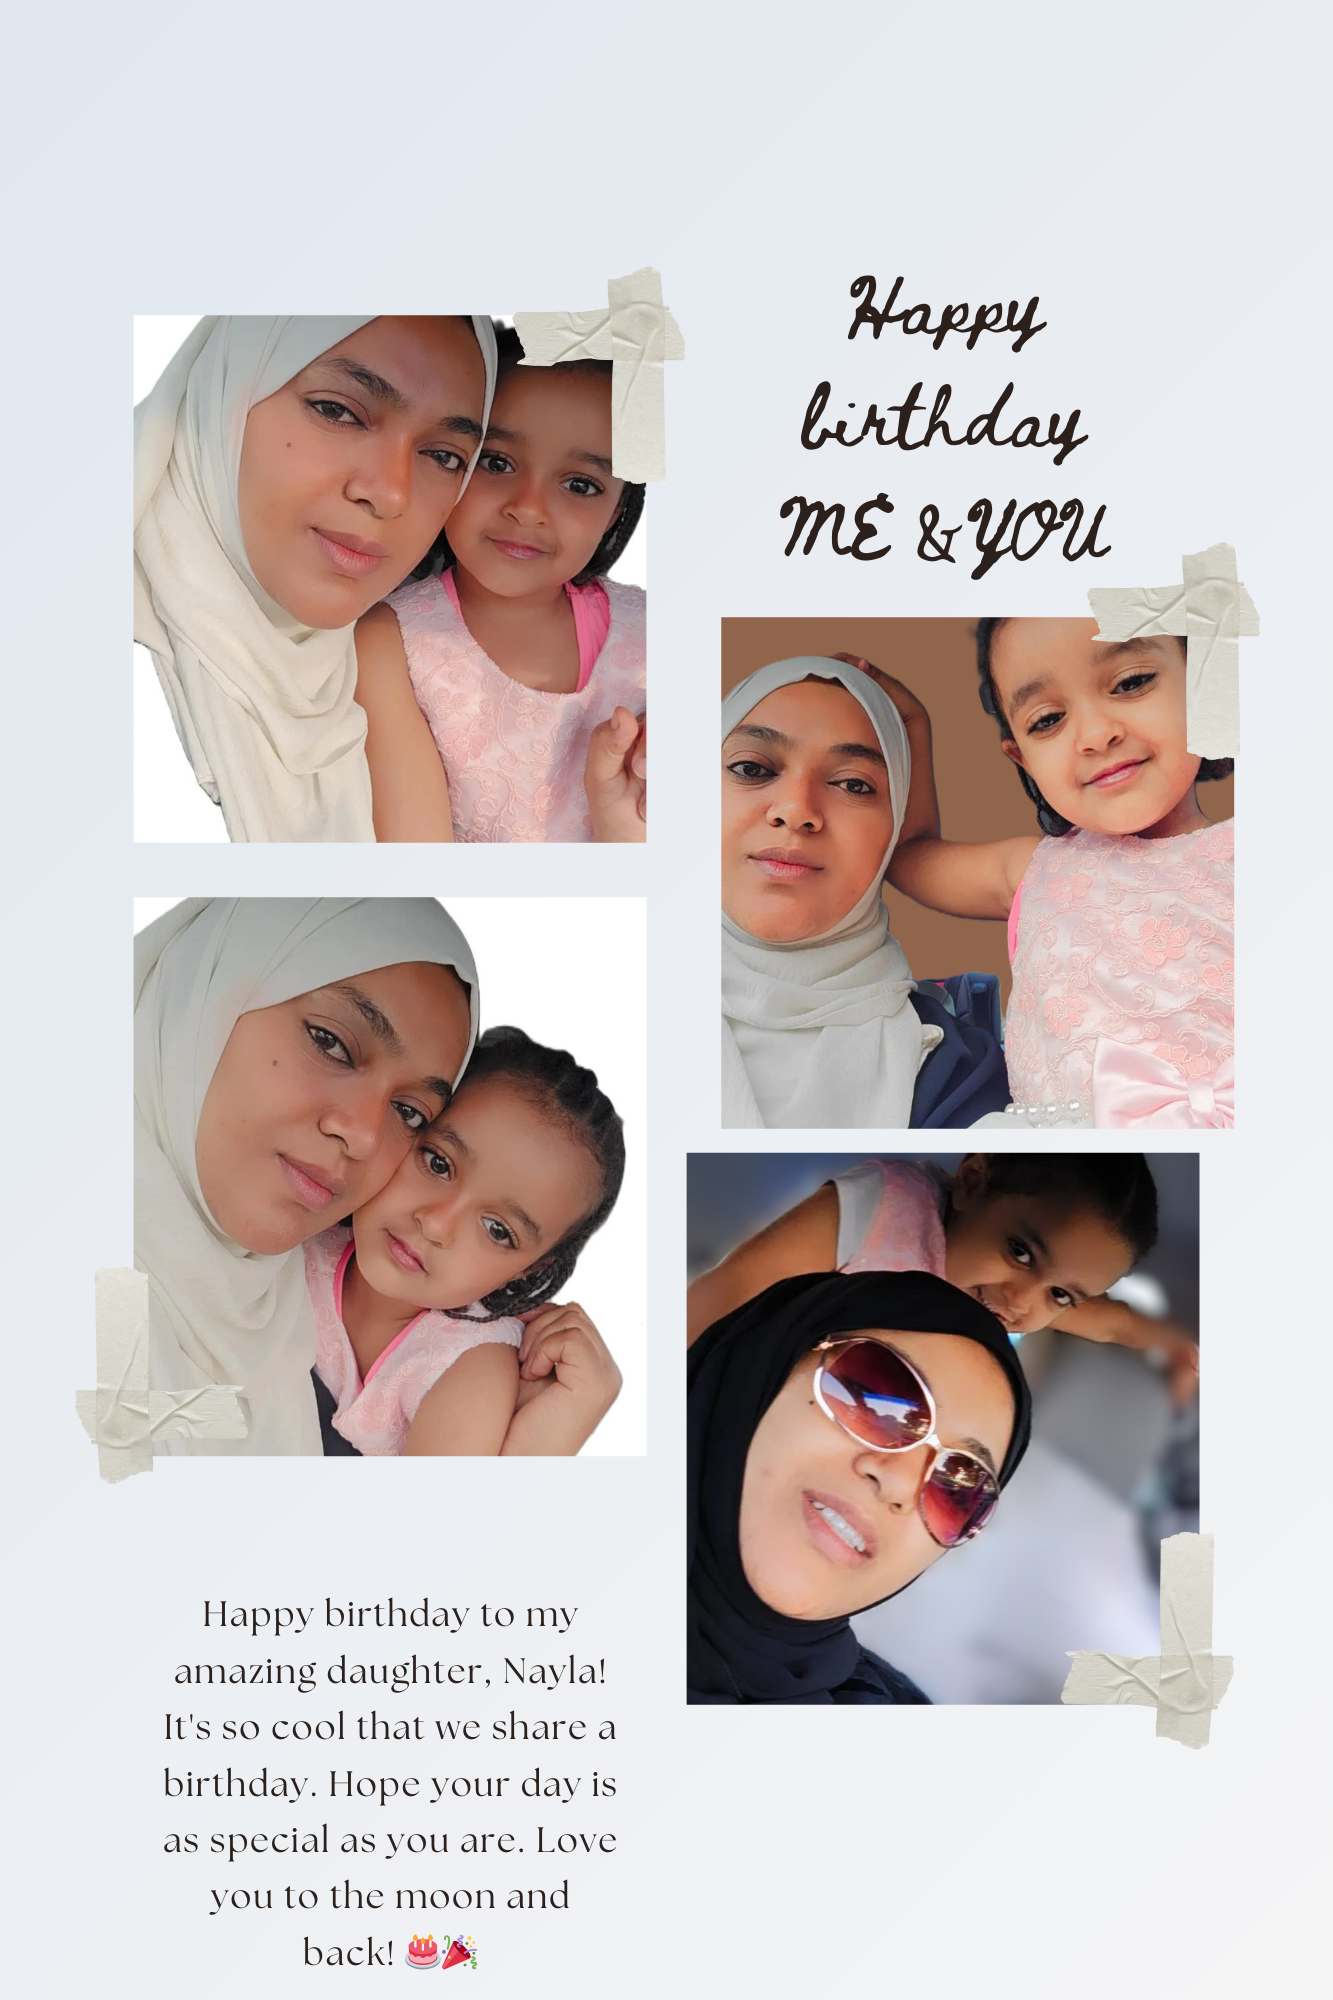 Happy
birthday
ME &YOU
Happy birthday to my
amazing daughter, Nayla!
It's so cool that we share a
birthday. Hope your day is
as special as you are. Love
you to the moon and
back! 🎂🎉